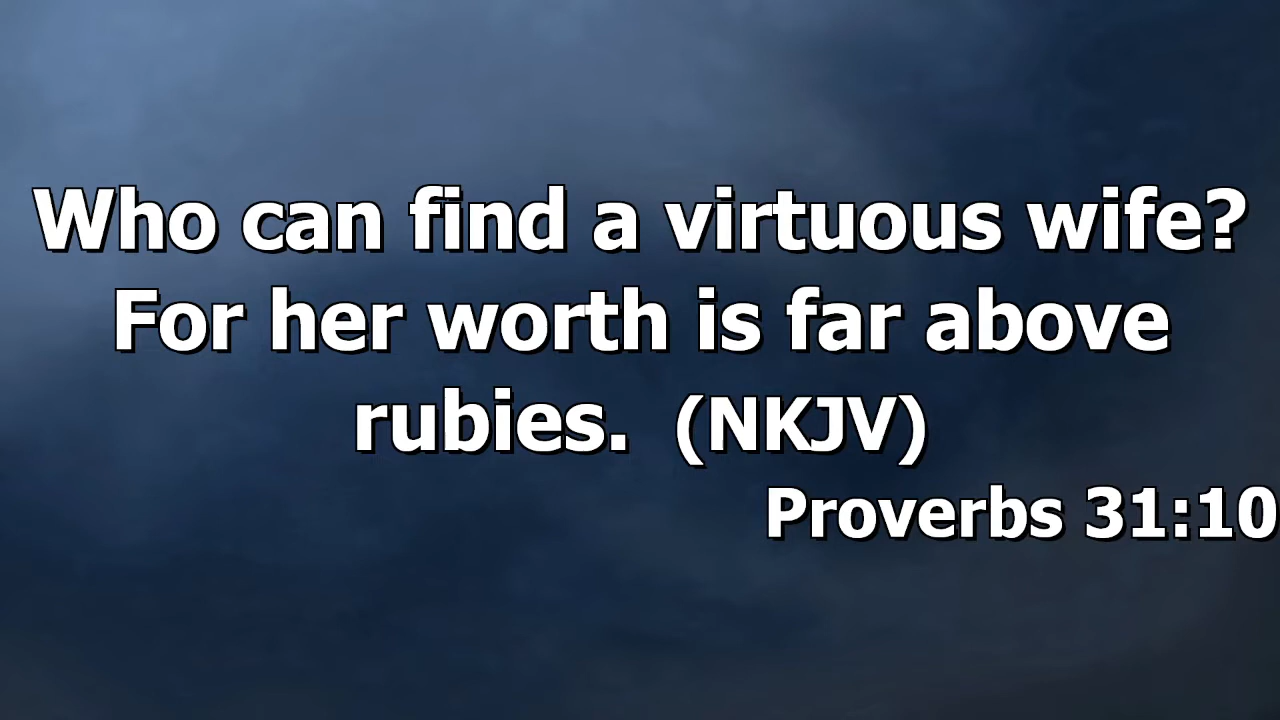 Who can find a virtuous wife?
For her worth is far above
rubies.  (NKJV)
Proverbs 31:10